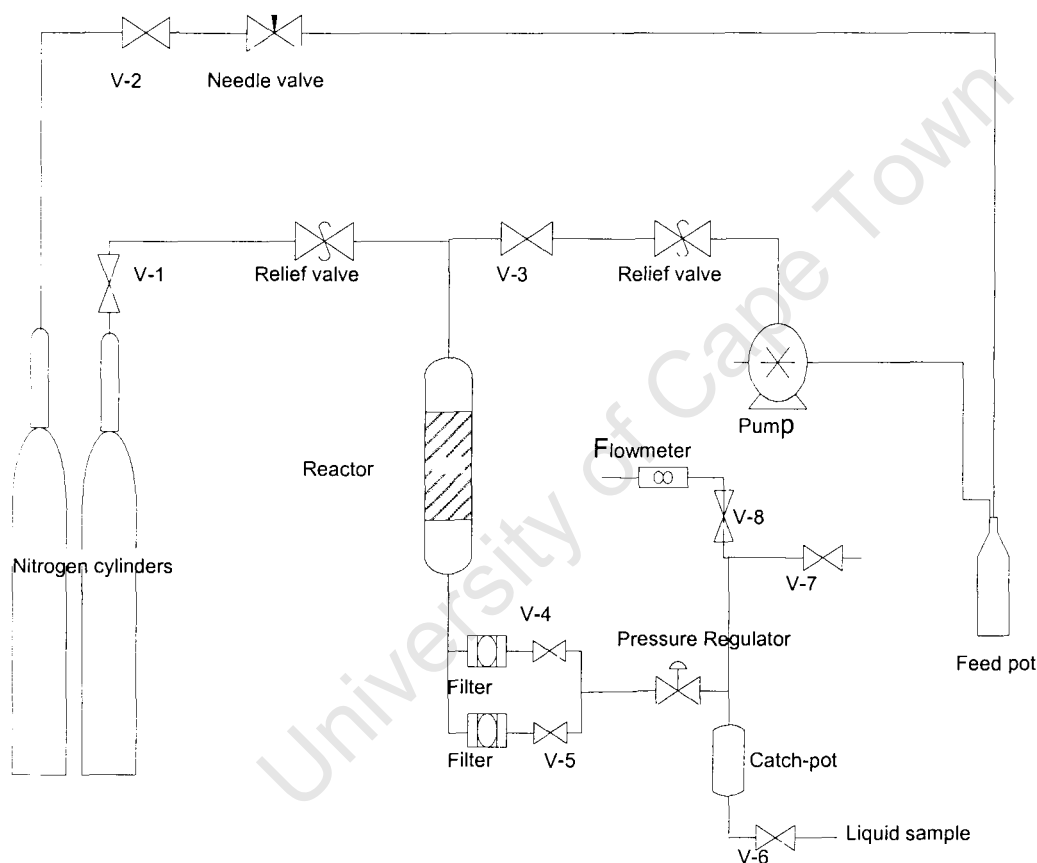 V-2
Needle valve
V-1
Relief valve
V-3
Relief valve
Pump
Flowmeter
Reactor
V-8
Nitrogen cylinders
V-7
V-4
Pressure Regulator
Feed pot
Filter
Filter
V-5
Catch-pot
Liquid sample
V-6
University of Cape Town